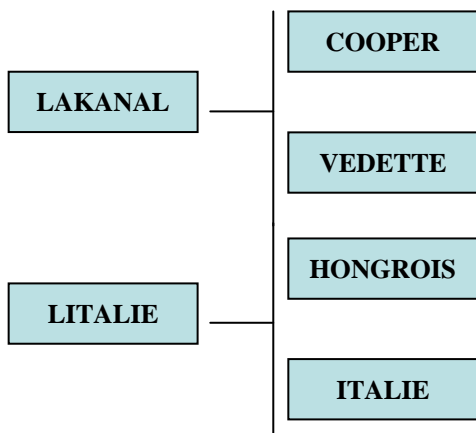 COOPER
LAKANAL
VEDETTE
HONGROIS
LITALIE
ITALIE